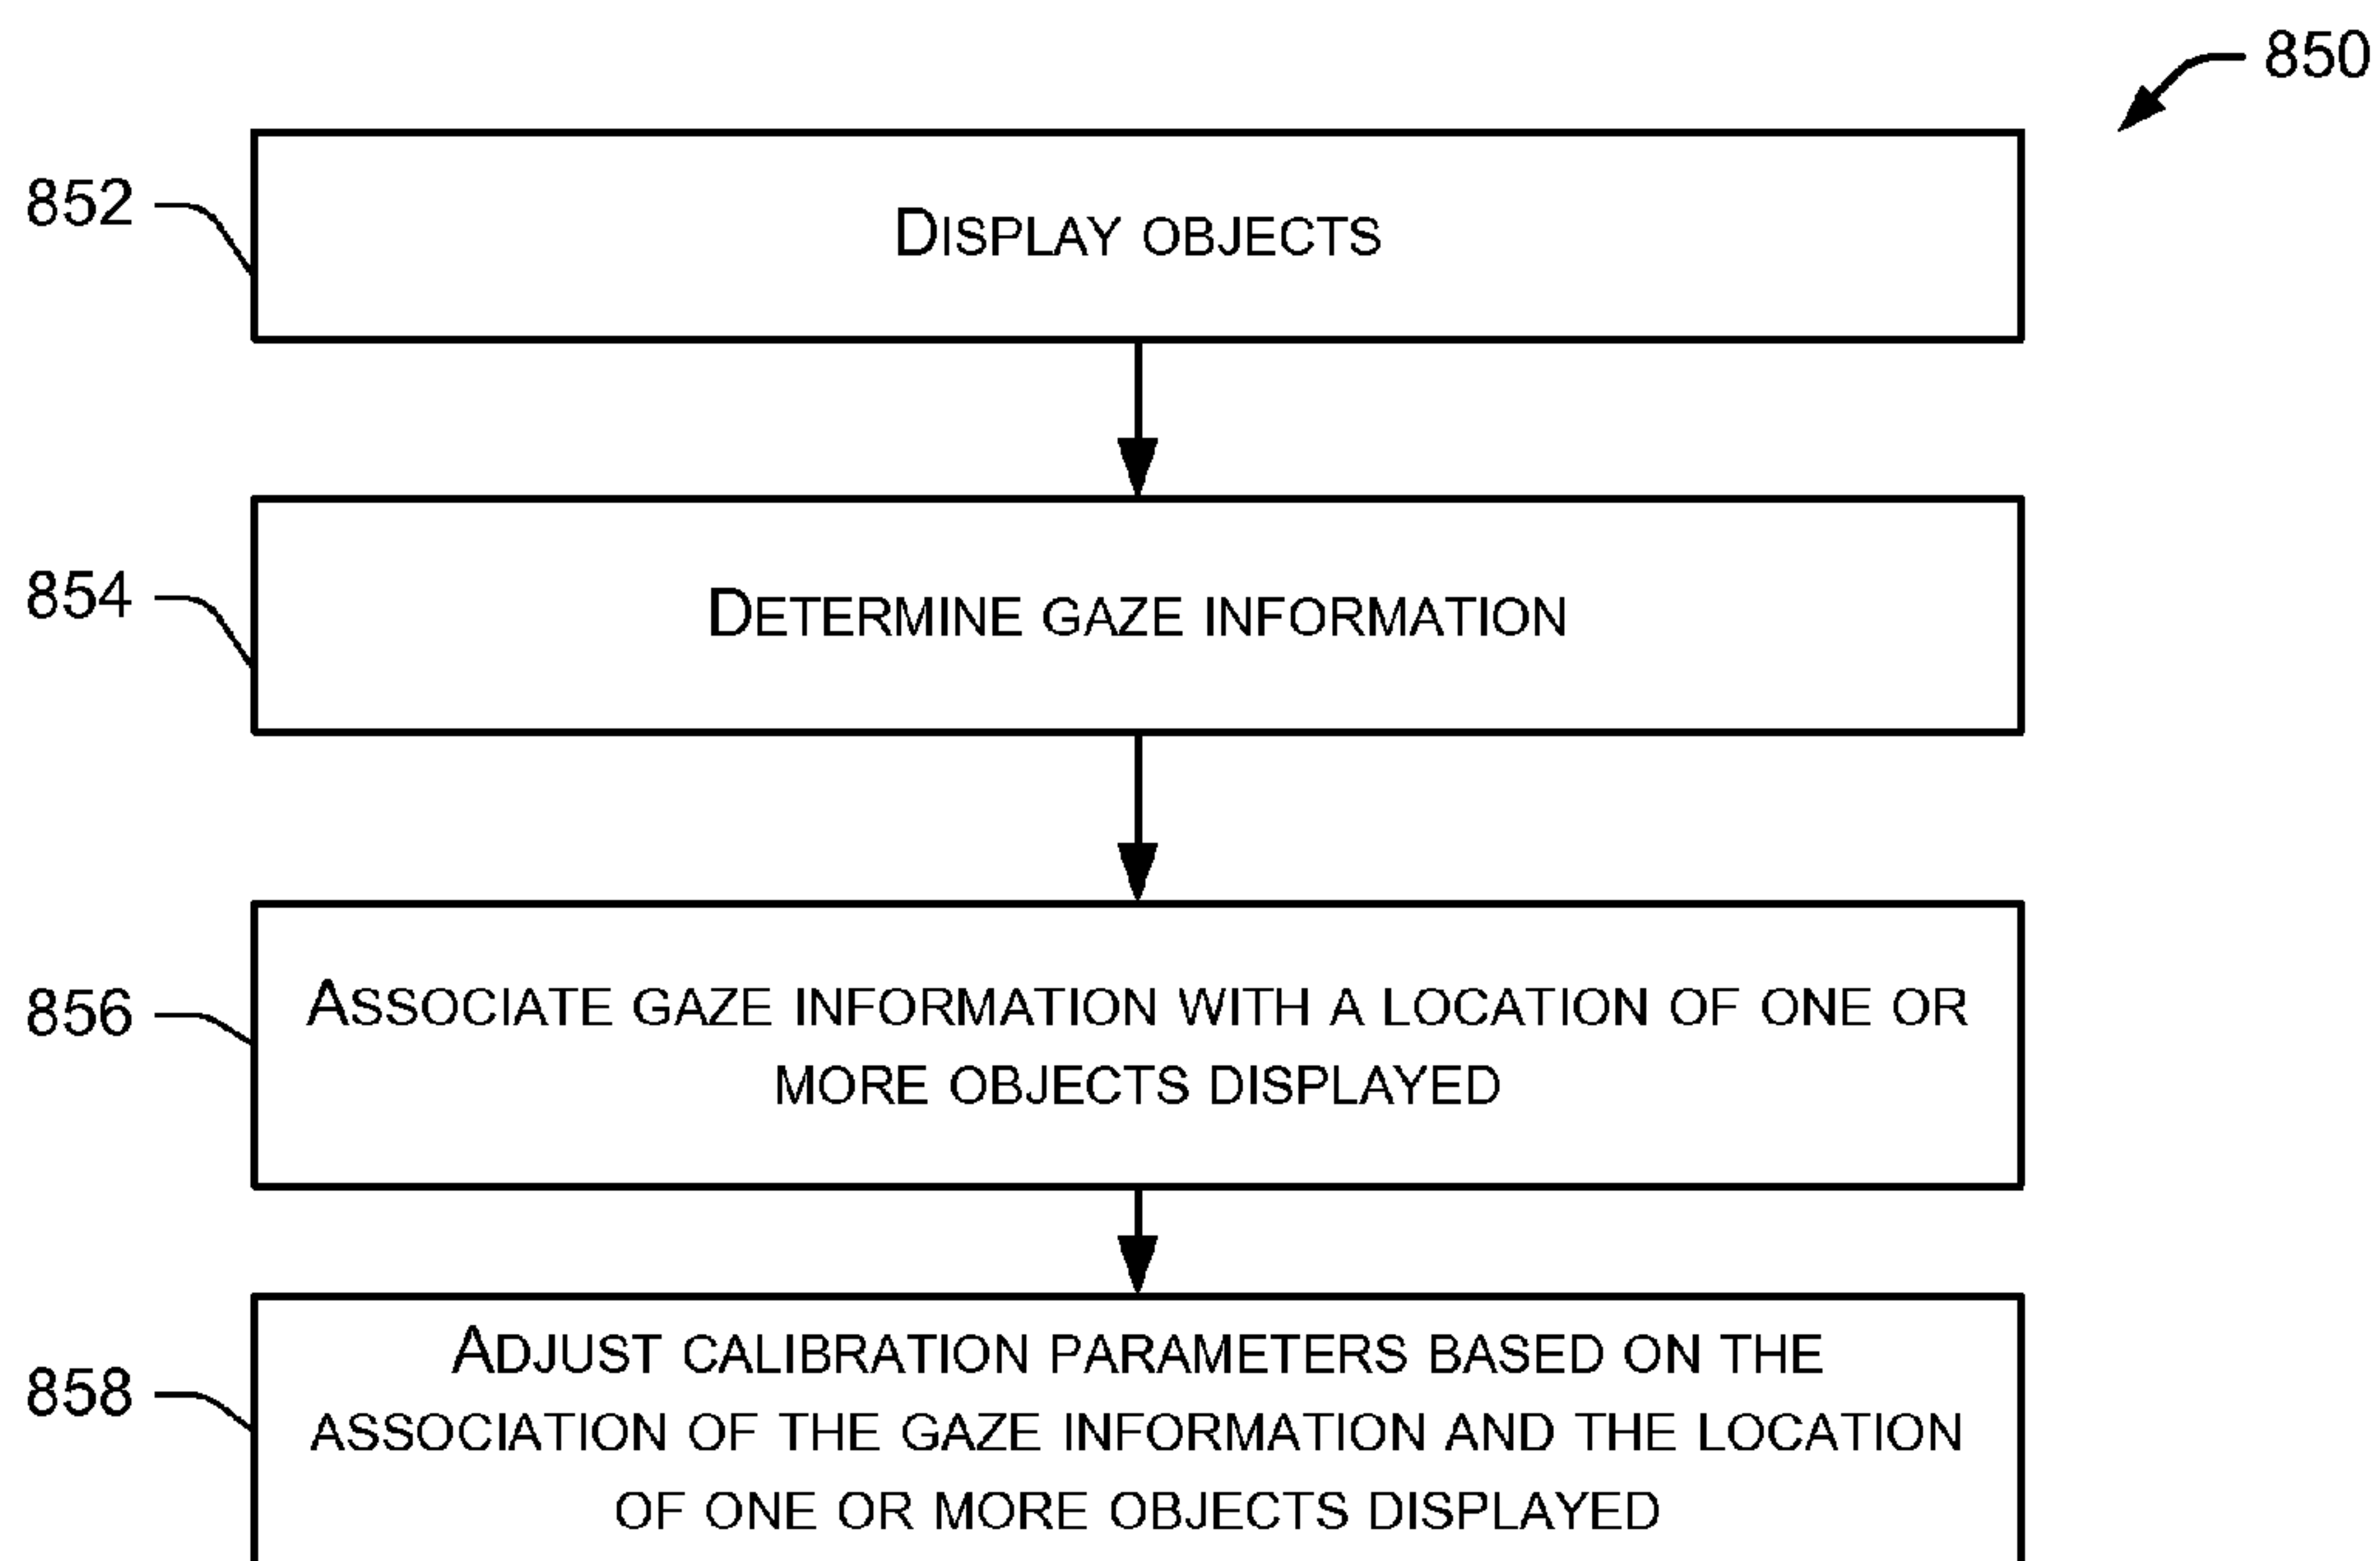 850
852
DISPLAY OBJECTS
854
DETERMINE GAZE INFORMATION
856
ASSOCIATE GAZE INFORMATION WITH A LOCATION OF ONE OR
MORE OBJECTS DISPLAYED
858
ADJUST CALIBRATION PARAMETERS BASED ON THE
ASSOCIATION OF THE GAZE INFORMATION AND THE LOCATION
OF ONE OR MORE OBJECTS DISPLAYED